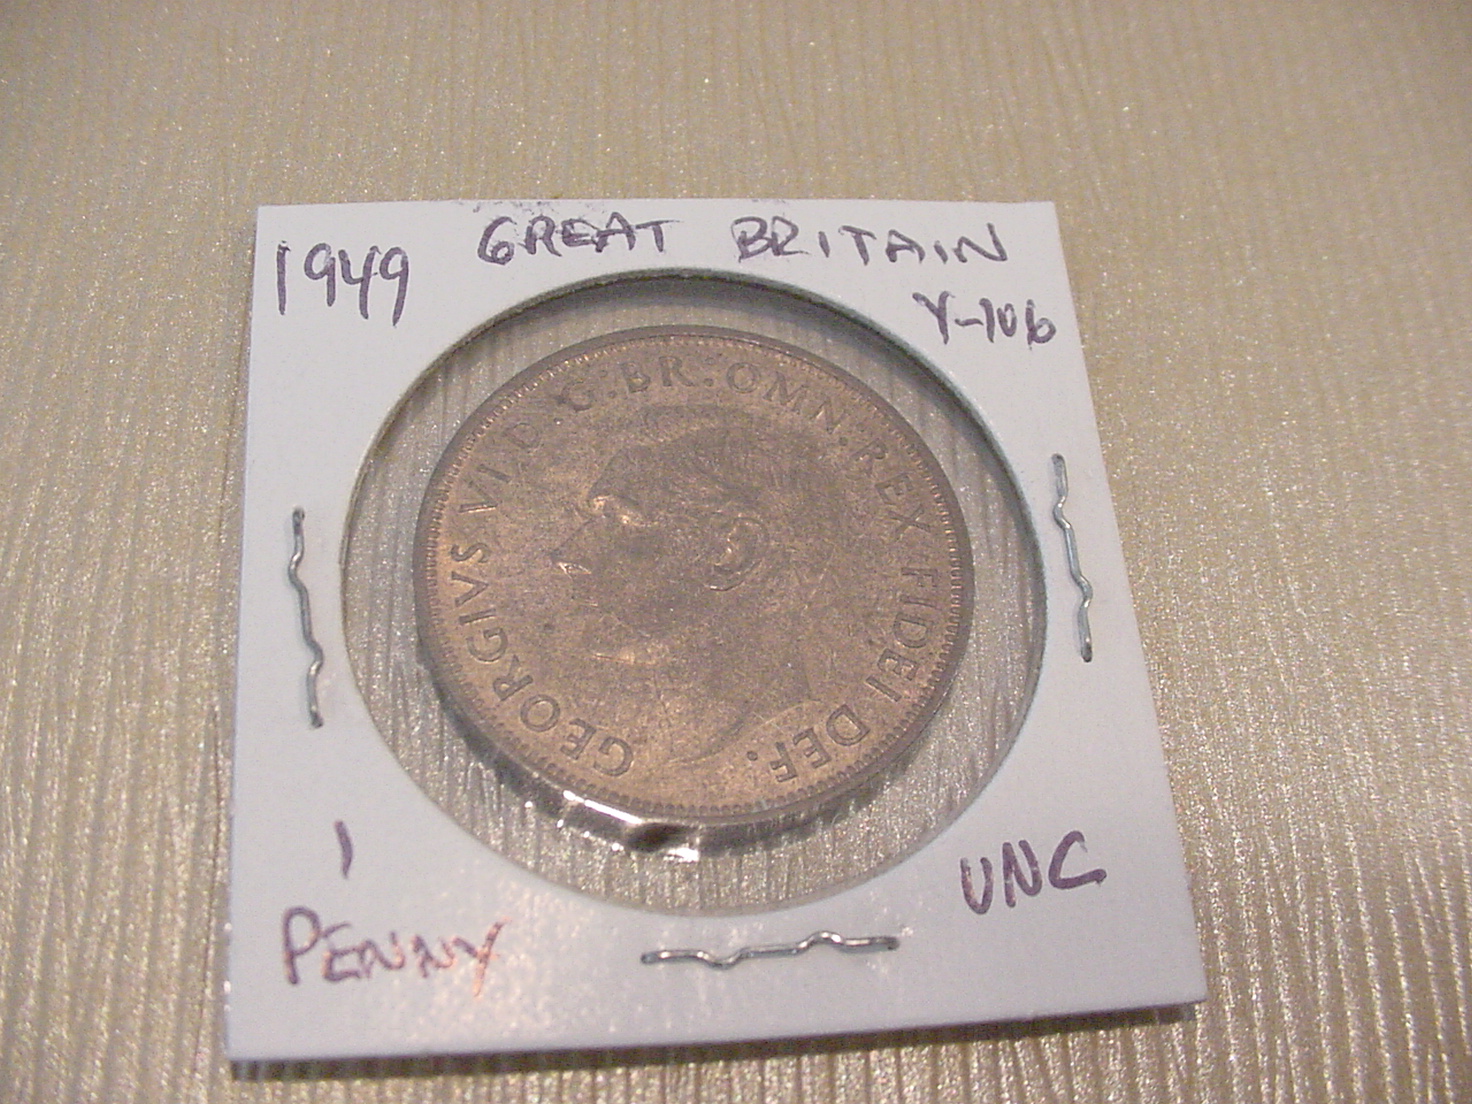 1949 GREAT BRITAIN
Y-106
GEORGIVS VI D: G: BR: OMN: REX FIDEI DEF.
1
PENNY
UNC